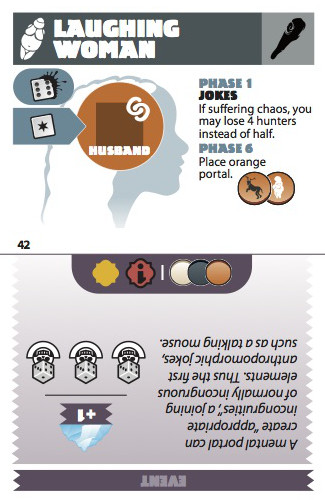 LAUGHING
WOMAN
PHASE 1
JOKES
If suffering chaos, you
may lose 4 hunters
instead of half.
PHASE 6
Place orange
portal.
HUSBAND
42
EVENT
A mental portal can
create “appropriate
incongruities”, a joining
of normally incongruous
elements. Thus the first
anthropomorphic jokes,
such as a talking mouse.
+1